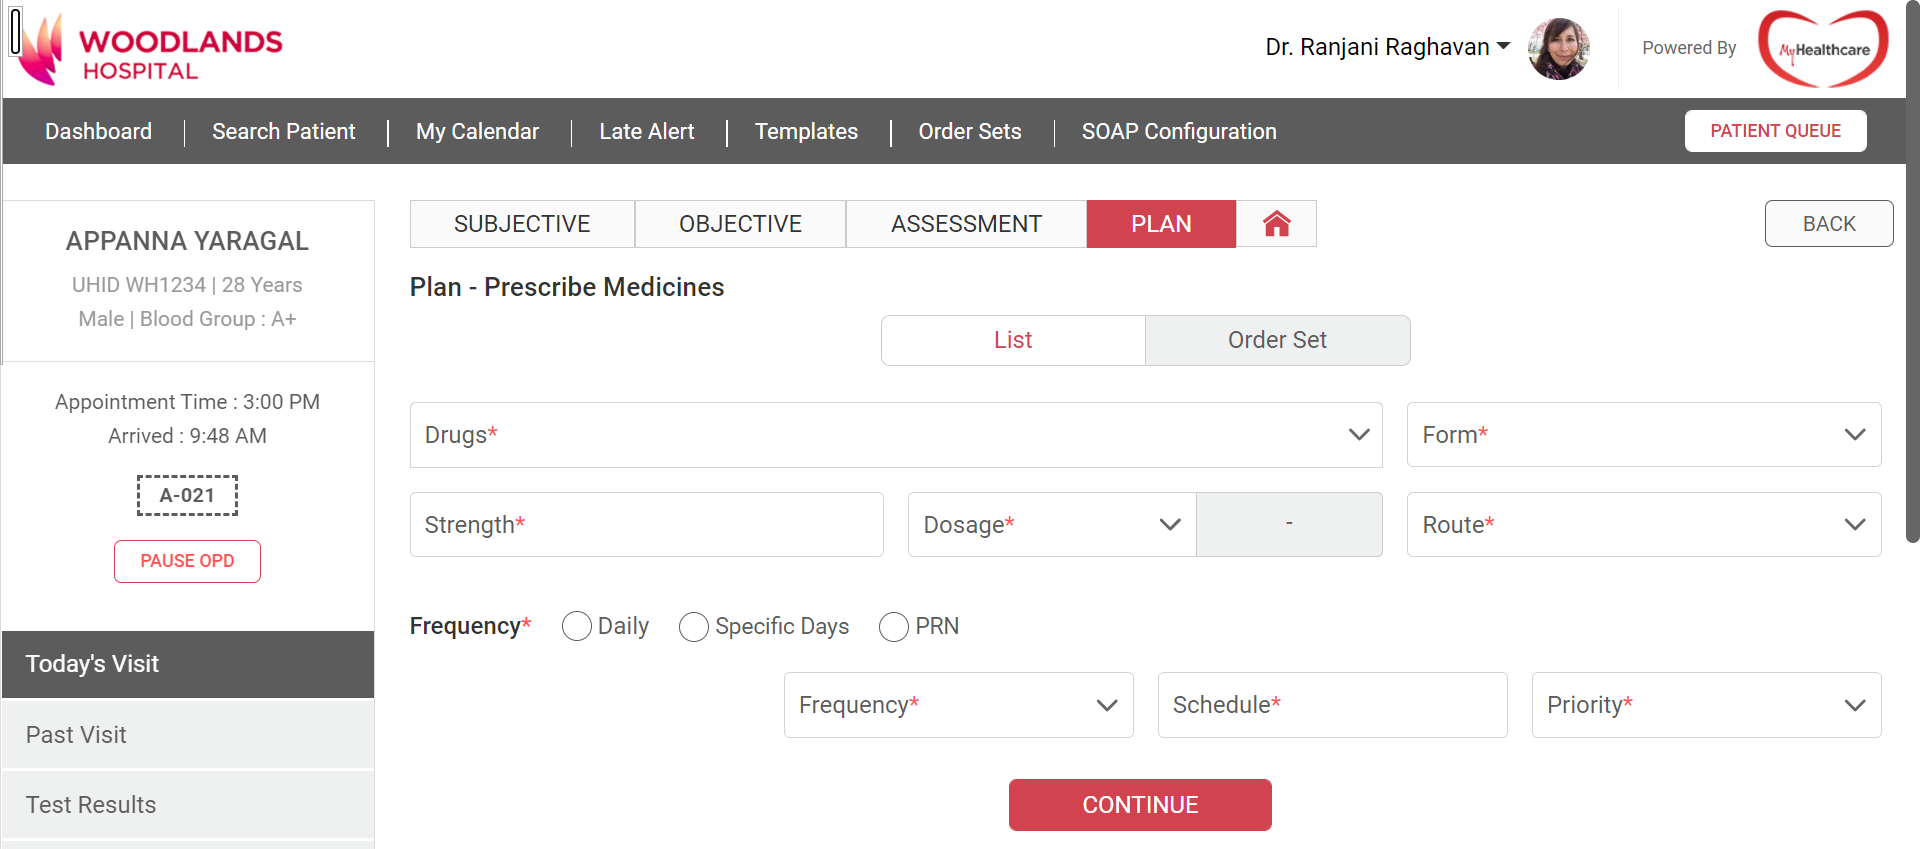 WOODLANDS
HOSPITAL
Dr. Ranjani Raghavan
Powered By
MyHealthcare
Dashboard
Search Patient
My Calendar
Late Alert
Templates
Order Sets
SOAP Configuration
PATIENT QUEUE
APPANNA YARAGAL
UHID WH1234 | 28 Years
Male | Blood Group : A+
Appointment Time : 3:00 PM
Arrived : 9:48 AM
A-021
PAUSE OPD
Today's Visit
Past Visit
Test Results
SUBJECTIVE
OBJECTIVE
ASSESSMENT
PLAN
BACK
Plan - Prescribe Medicines
List
Order Set
Drugs*
Form*
Strength*
Dosage*
-
Route*
Frequency*
Daily
Specific Days
PRN
Frequency*
Schedule*
Priority*
CONTINUE